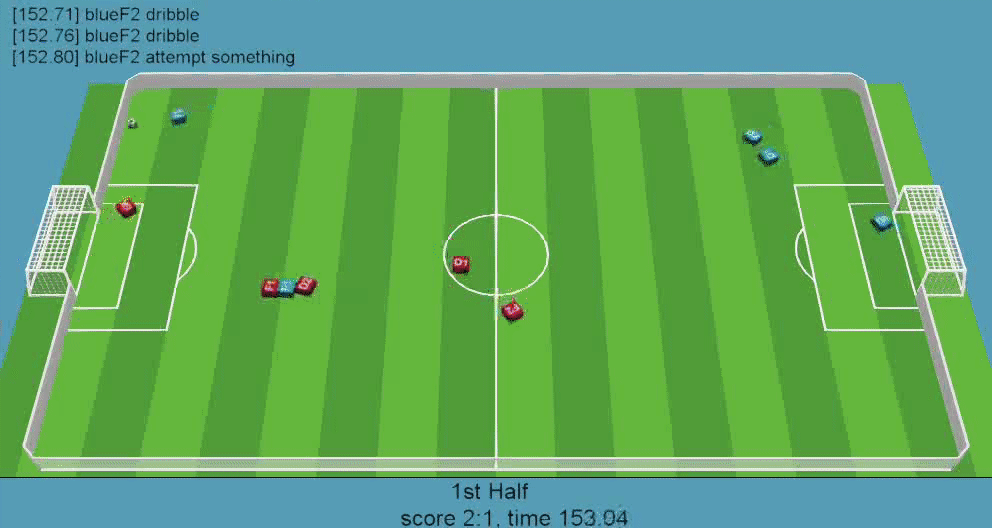 [152.71] blueF2 dribble
[152.76] blueF2 dribble
[152.80] blueF2 attempt something
D1
1st Half
score 2:1, time 153.04